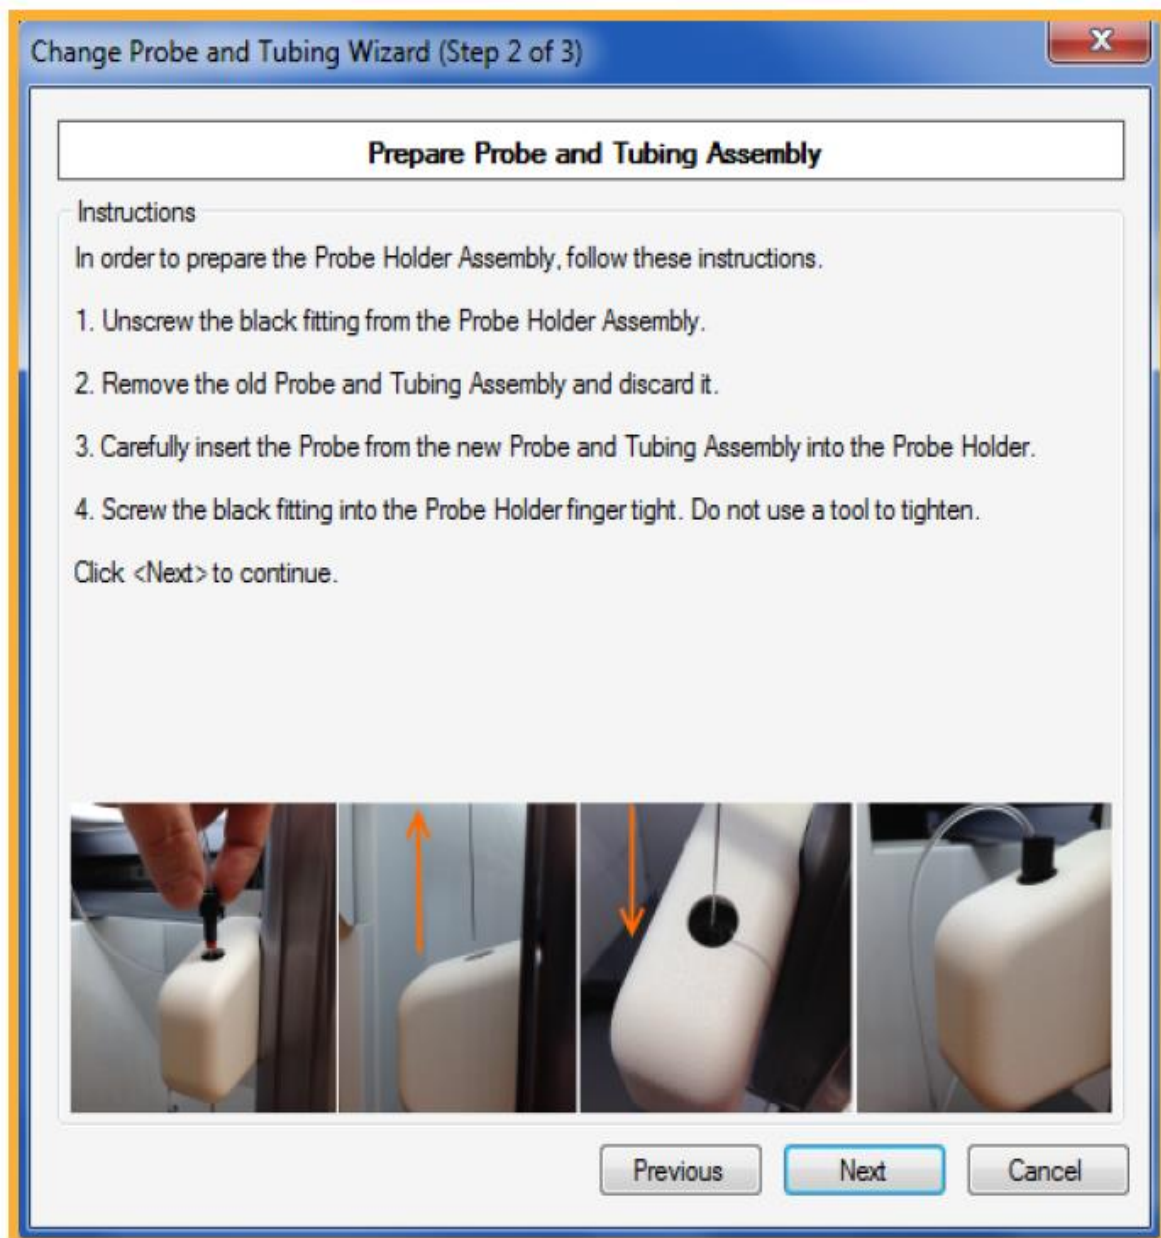 Change Probe and Tubing Wizard (Step 2 of 3)
Prepare Probe and Tubing Assembly
Instructions
In order to prepare the Probe Holder Assembly, follow these instructions.
1. Unscrew the black fitting from the Probe Holder Assembly.
2. Remove the old Probe and Tubing Assembly and discard it.
3. Carefully insert the Probe from the new Probe and Tubing Assembly into the Probe Holder.
4. Screw the black fitting into the Probe Holder finger tight. Do not use a tool to tighten.
Click <Next> to continue.
Previous Next Cancel